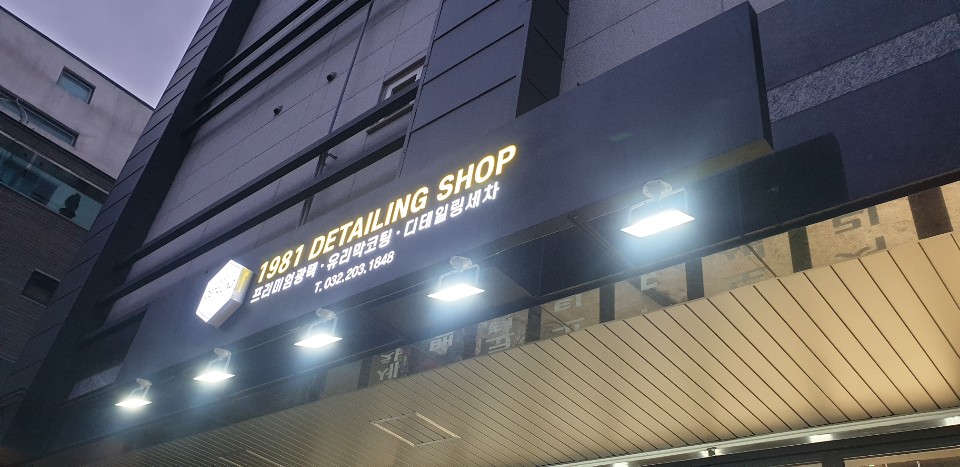 1981 DETAILING SHOP
프리미엄광택·유리막코팅·디테일링세차
T. 032.203.1848